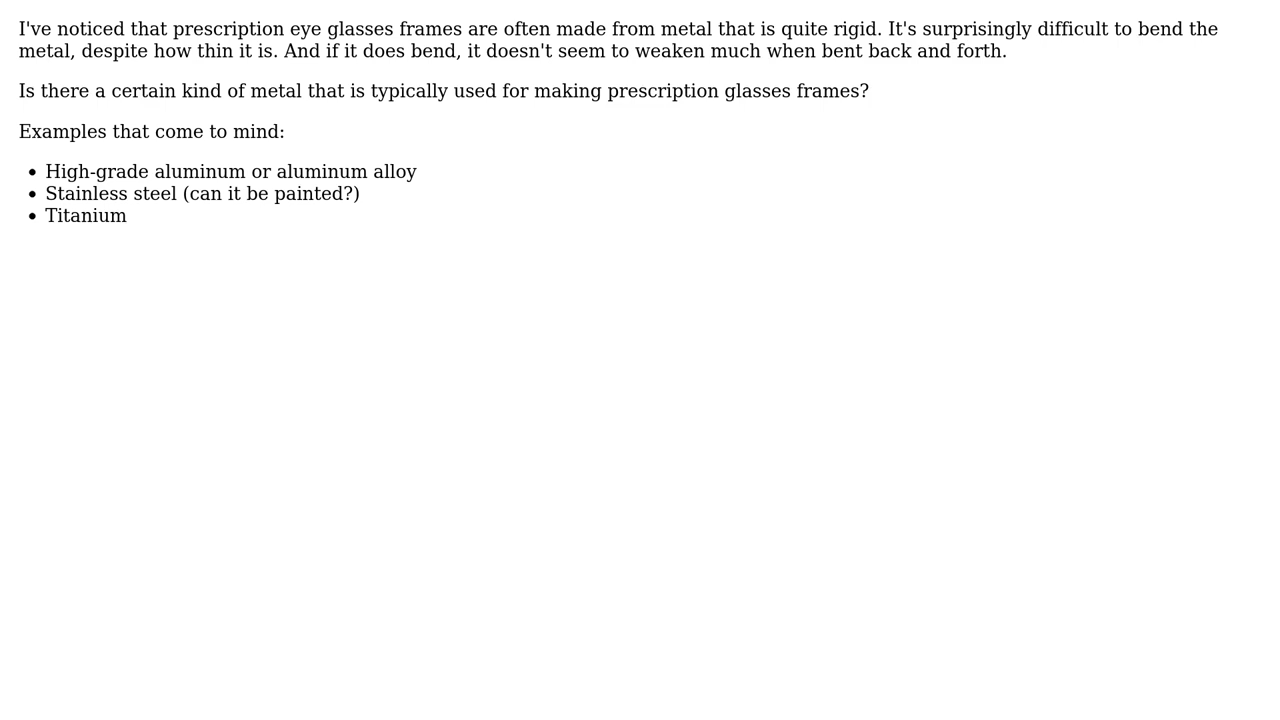 I've noticed that prescription eye glasses frames are often made from metal that is quite rigid. It's surprisingly difficult to bend the
metal, despite how thin it is. And if it does bend, it doesn't seem to weaken much when bent back and forth.
Is there a certain kind of metal that is typically used for making prescription glasses frames?
Examples that come to mind:
• High-grade aluminum or aluminum alloy
• Stainless steel (can it be painted?)
• Titanium